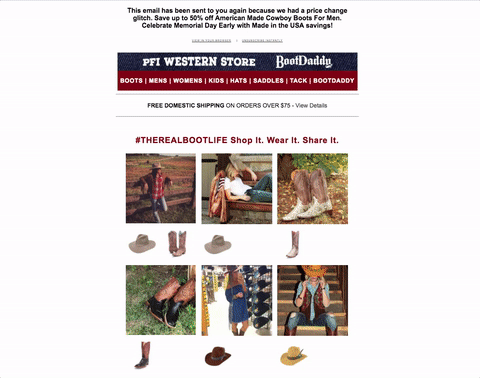 This email has been sent to you again because we had a price change
glitch. Save up to 50% off American Made Cowboy Boots For Men.
Celebrate Memorial Day Early with Made in the USA savings!
PFI WESTERN STORE BootDaddy
BOOTS | MENS | WOMENS | KIDS | HATS | SADDLES | TACK | BOOTDADDY
FREE DOMESTIC SHIPPING ON ORDERS OVER $75 - View Details
#THEREALBOOTLIFE Shop It. Wear It. Share It.